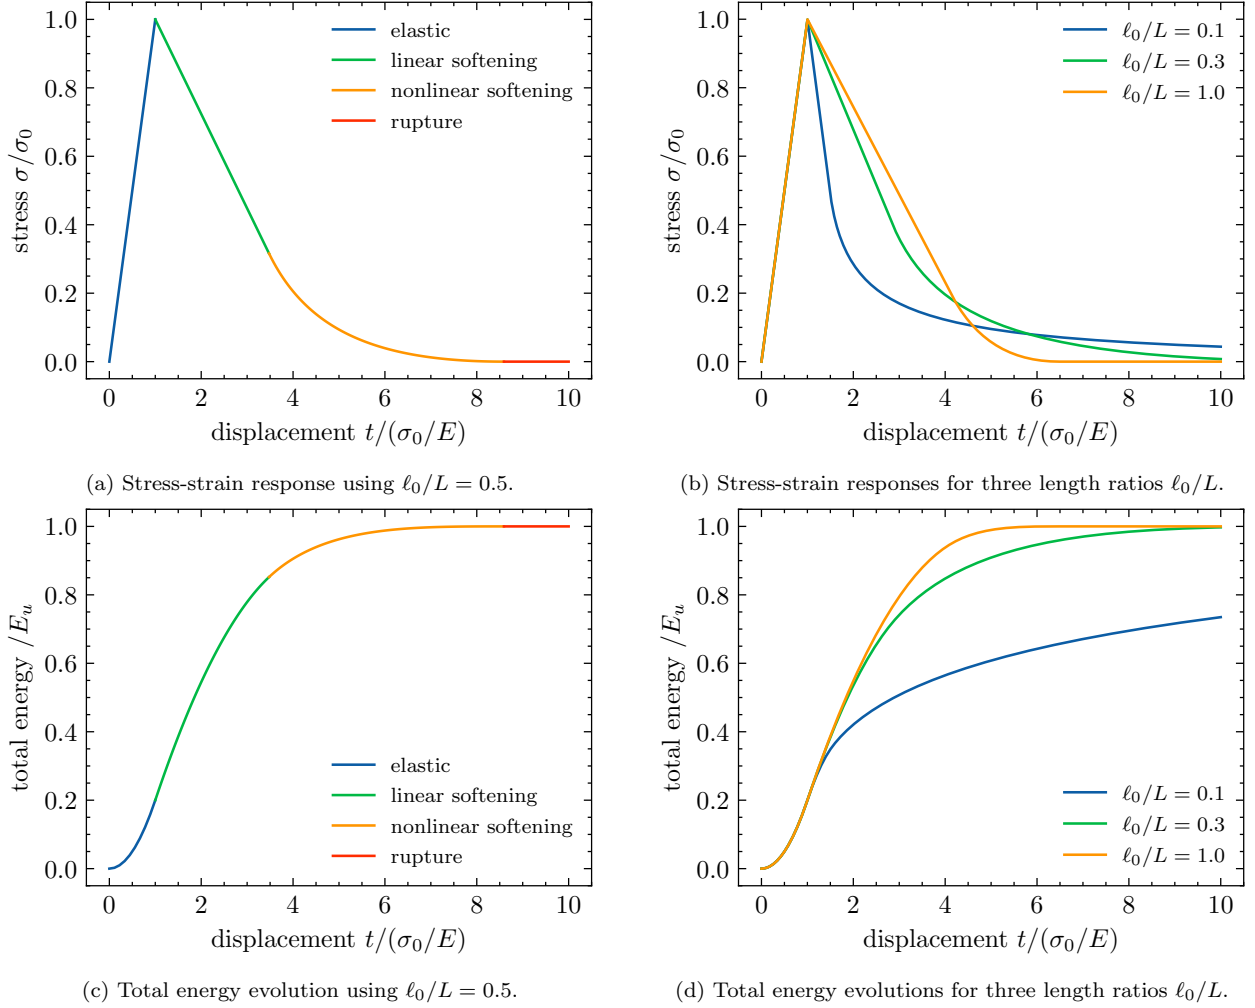 1.0
0.8
0.6
0.4
0.2
0.0
stress σ/σ₀
elastic
linear softening
nonlinear softening
rupture
0 2 4 6 8 10
displacement t/(σ₀/E)
(a) Stress-strain response using ℓ₀/L = 0.5.
1.0
0.8
0.6
0.4
0.2
0.0
stress σ/σ₀
ℓ₀/L = 0.1
ℓ₀/L = 0.3
ℓ₀/L = 1.0
0 2 4 6 8 10
displacement t/(σ₀/E)
(b) Stress-strain responses for three length ratios ℓ₀/L.
1.0
0.8
0.6
0.4
0.2
0.0
total energy /Eᵤ
elastic
linear softening
nonlinear softening
rupture
0 2 4 6 8 10
displacement t/(σ₀/E)
(c) Total energy evolution using ℓ₀/L = 0.5.
1.0
0.8
0.6
0.4
0.2
0.0
total energy /Eᵤ
ℓ₀/L = 0.1
ℓ₀/L = 0.3
ℓ₀/L = 1.0
0 2 4 6 8 10
displacement t/(σ₀/E)
(d) Total energy evolutions for three length ratios ℓ₀/L.